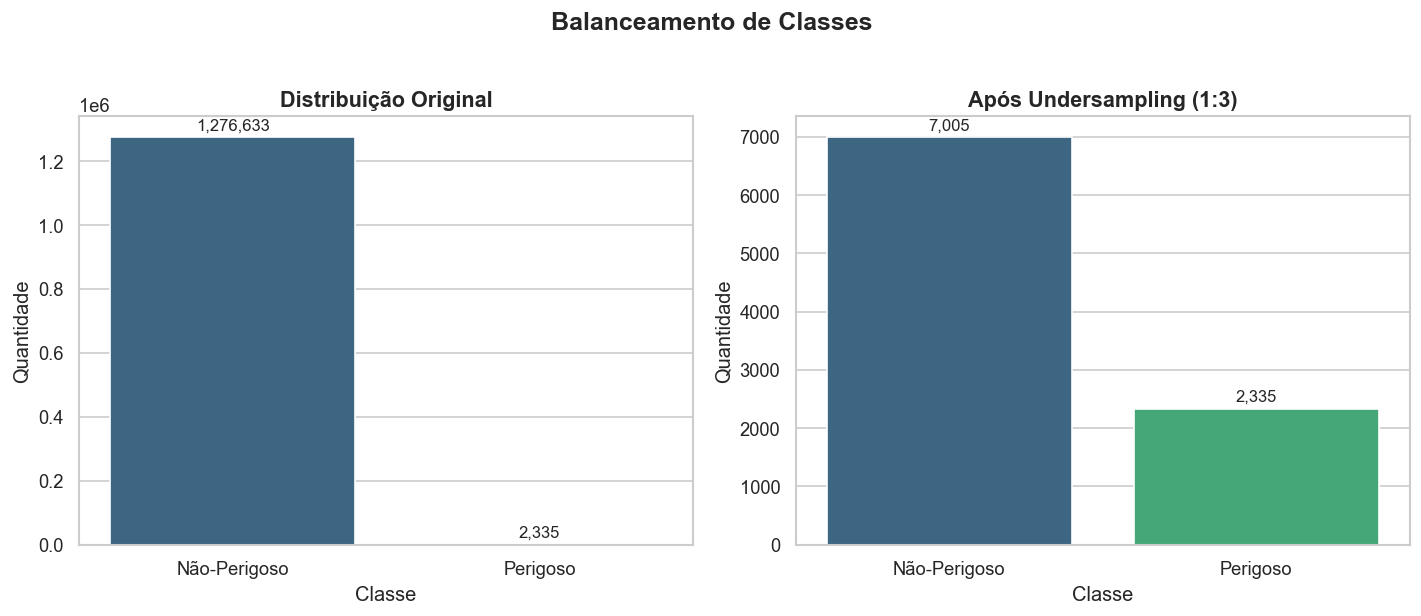 Balanceamento de Classes
Distribuição Original
1e6
1,276,633
1.2
1.0
0.8
0.6
0.4
0.2
0.0
2,335
Quantidade
Não-Perigoso
Perigoso
Classe
Após Undersampling (1:3)
7,005
7000
6000
5000
4000
3000
2000
1000
0
2,335
Quantidade
Não-Perigoso
Perigoso
Classe